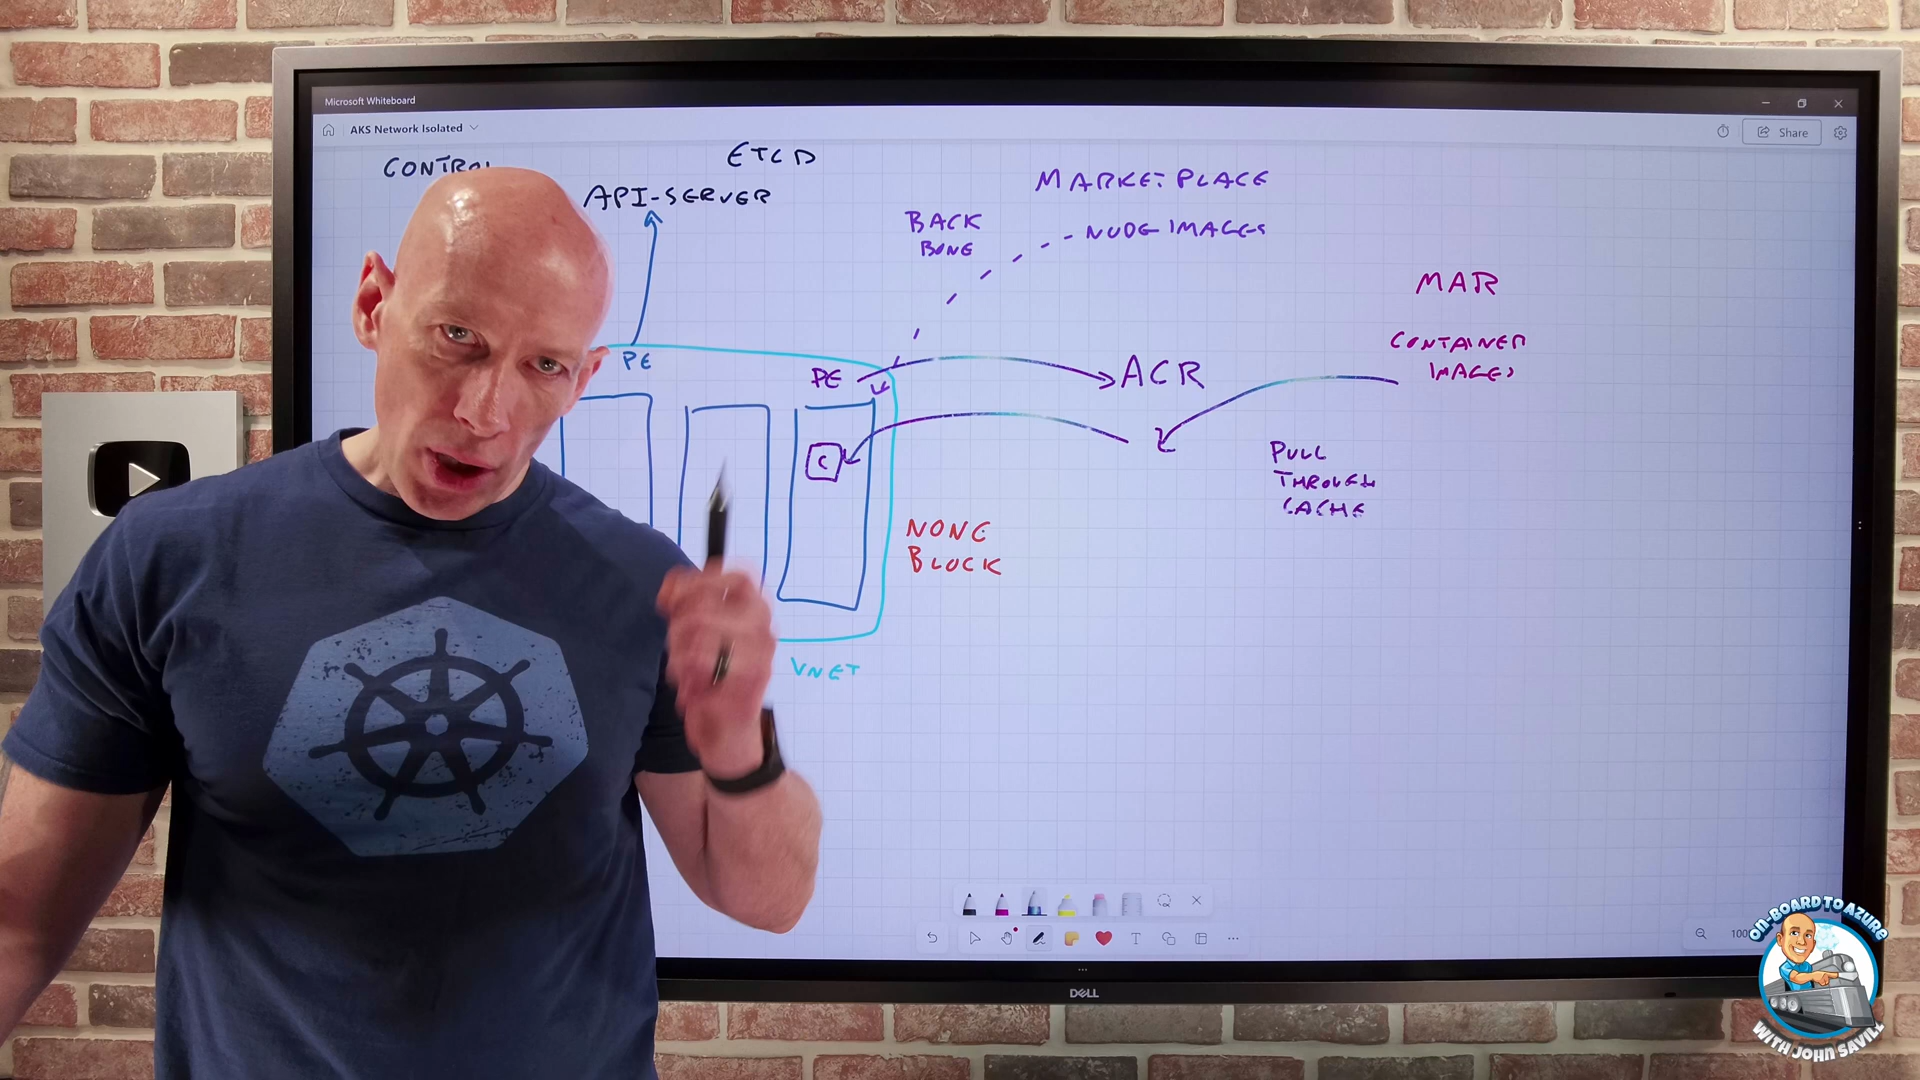 Microsoft Whiteboard
AKS Network Isolated
Share
CONTROL
ETCD
API-SERVER
MARKETPLACE
BACK
BONE
NODE IMAGES
MAR
CONTAINER
IMAGES
PE
PE
ACR
C
PULL
THROUGH
CACHE
NONE
BLOCK
VNET
DELL
ON-BOARD TO AZURE
WITH JOHN SAVILL